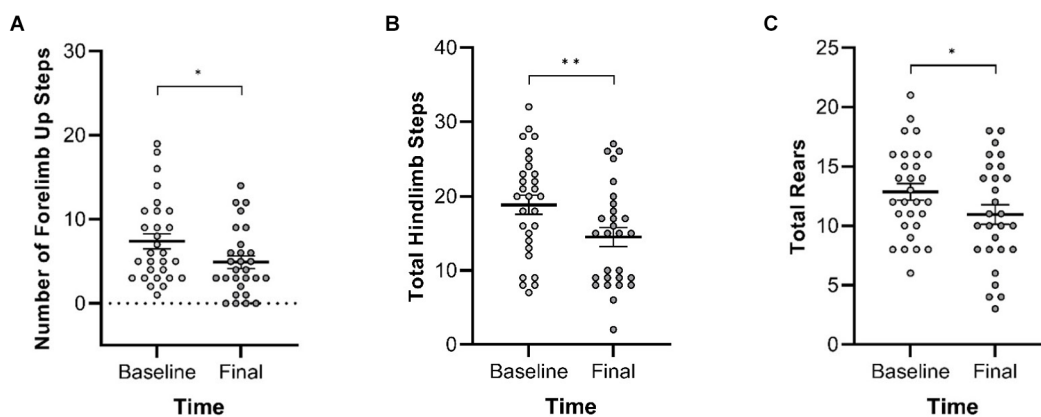 A
Number of Forelimb Up Steps
30
20
10
0
*
Baseline
Final
Time
B
Total Hindlimb Steps
40
30
20
10
0
**
Baseline
Final
Time
C
Total Rears
25
20
15
10
5
0
*
Baseline
Final
Time